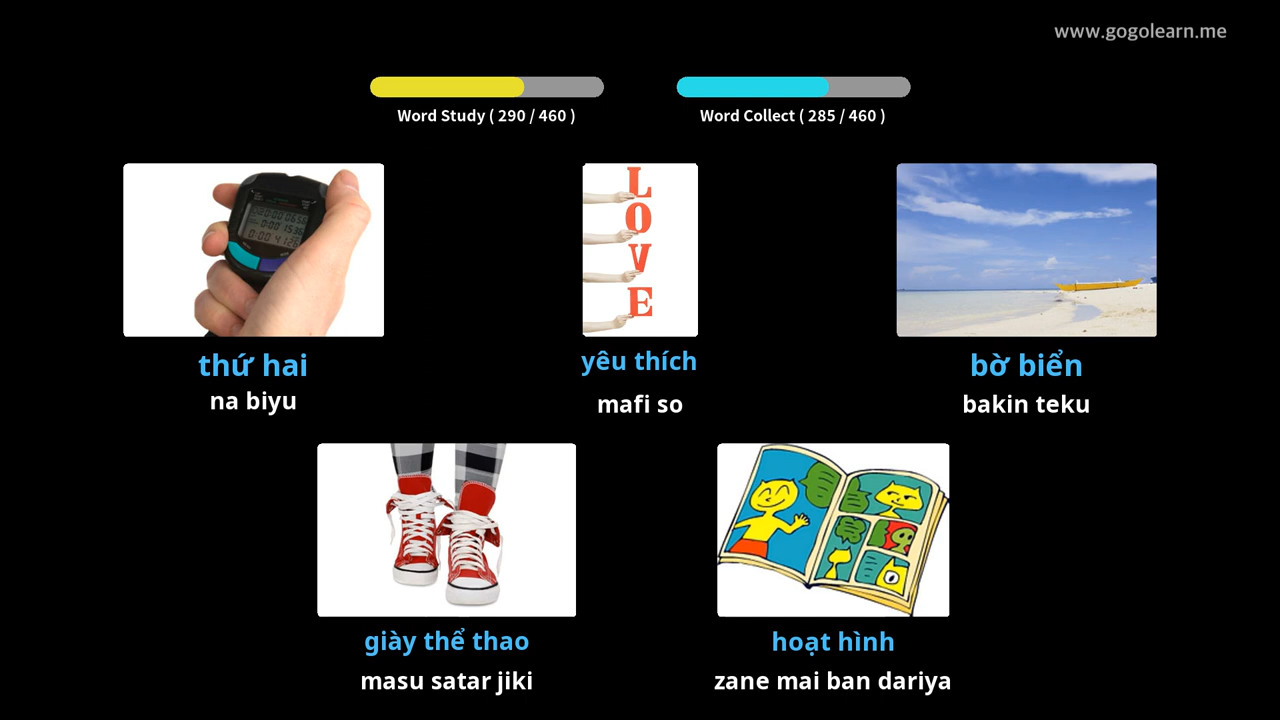 www.gogolearn.me
Word Study ( 290 / 460 )
Word Collect ( 285 / 460 )
L
O
V
E
thứ hai
na biyu
yêu thích
mafi so
bờ biển
bakin teku
giày thể thao
masu satar jiki
hoạt hình
zane mai ban dariya